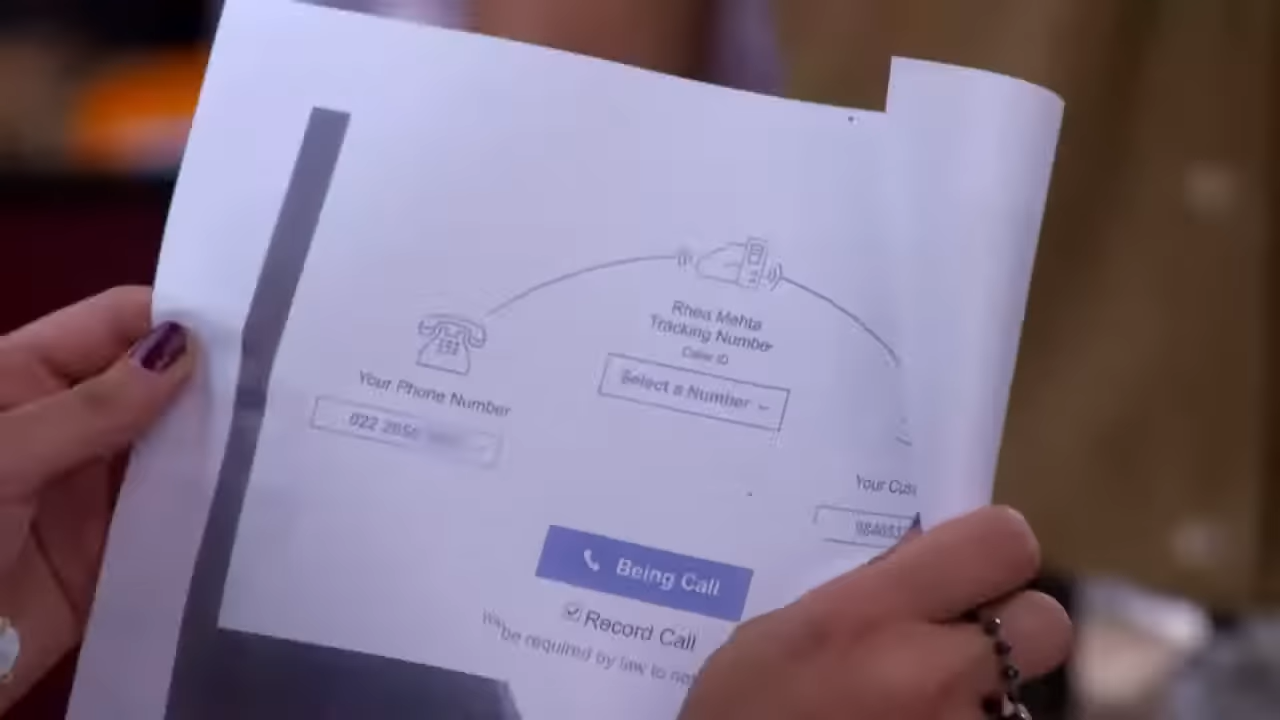 Rhea Mehta
Tracking Number
Caller ID
Select a Number
Your Phone Number
022
Your
Being Call
Record Call
be required by law to